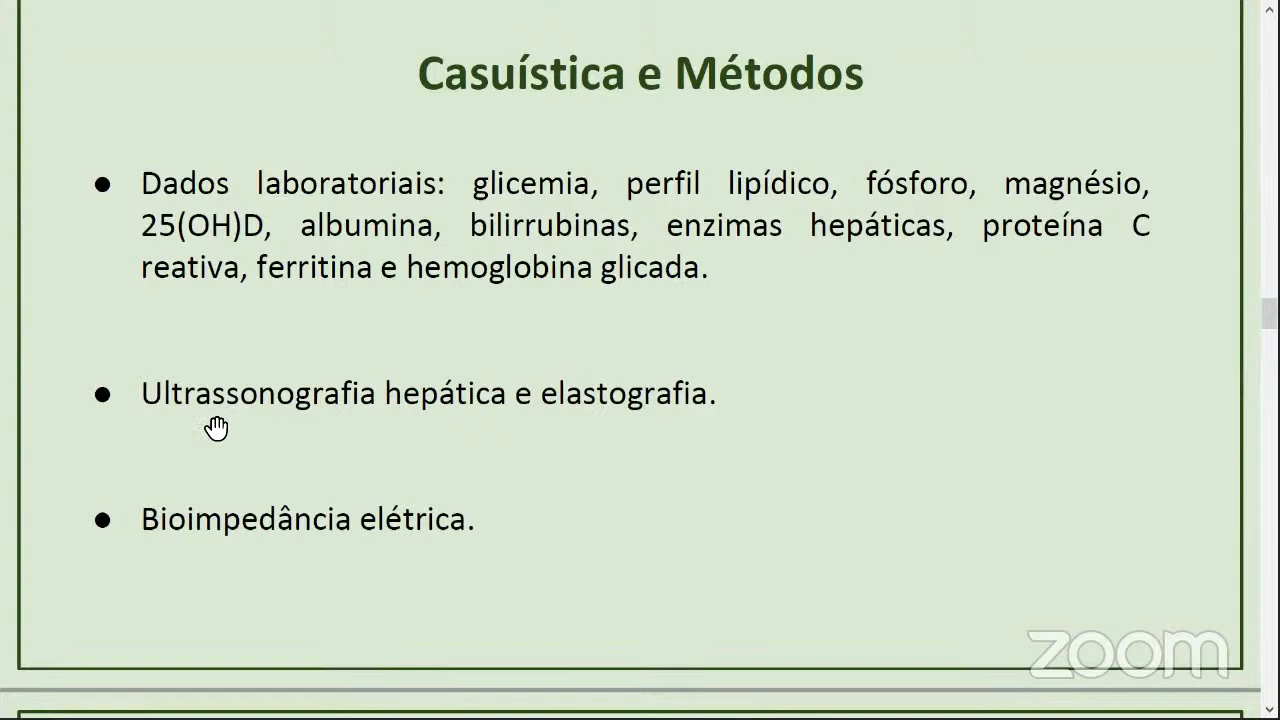 Casuística e Métodos
● Dados laboratoriais: glicemia, perfil lipídico, fósforo, magnésio,
25(OH)D, albumina, bilirrubinas, enzimas hepáticas, proteína C
reativa, ferritina e hemoglobina glicada.
● Ultrassonografia hepática e elastografia.
● Bioimpedância elétrica.
zoom